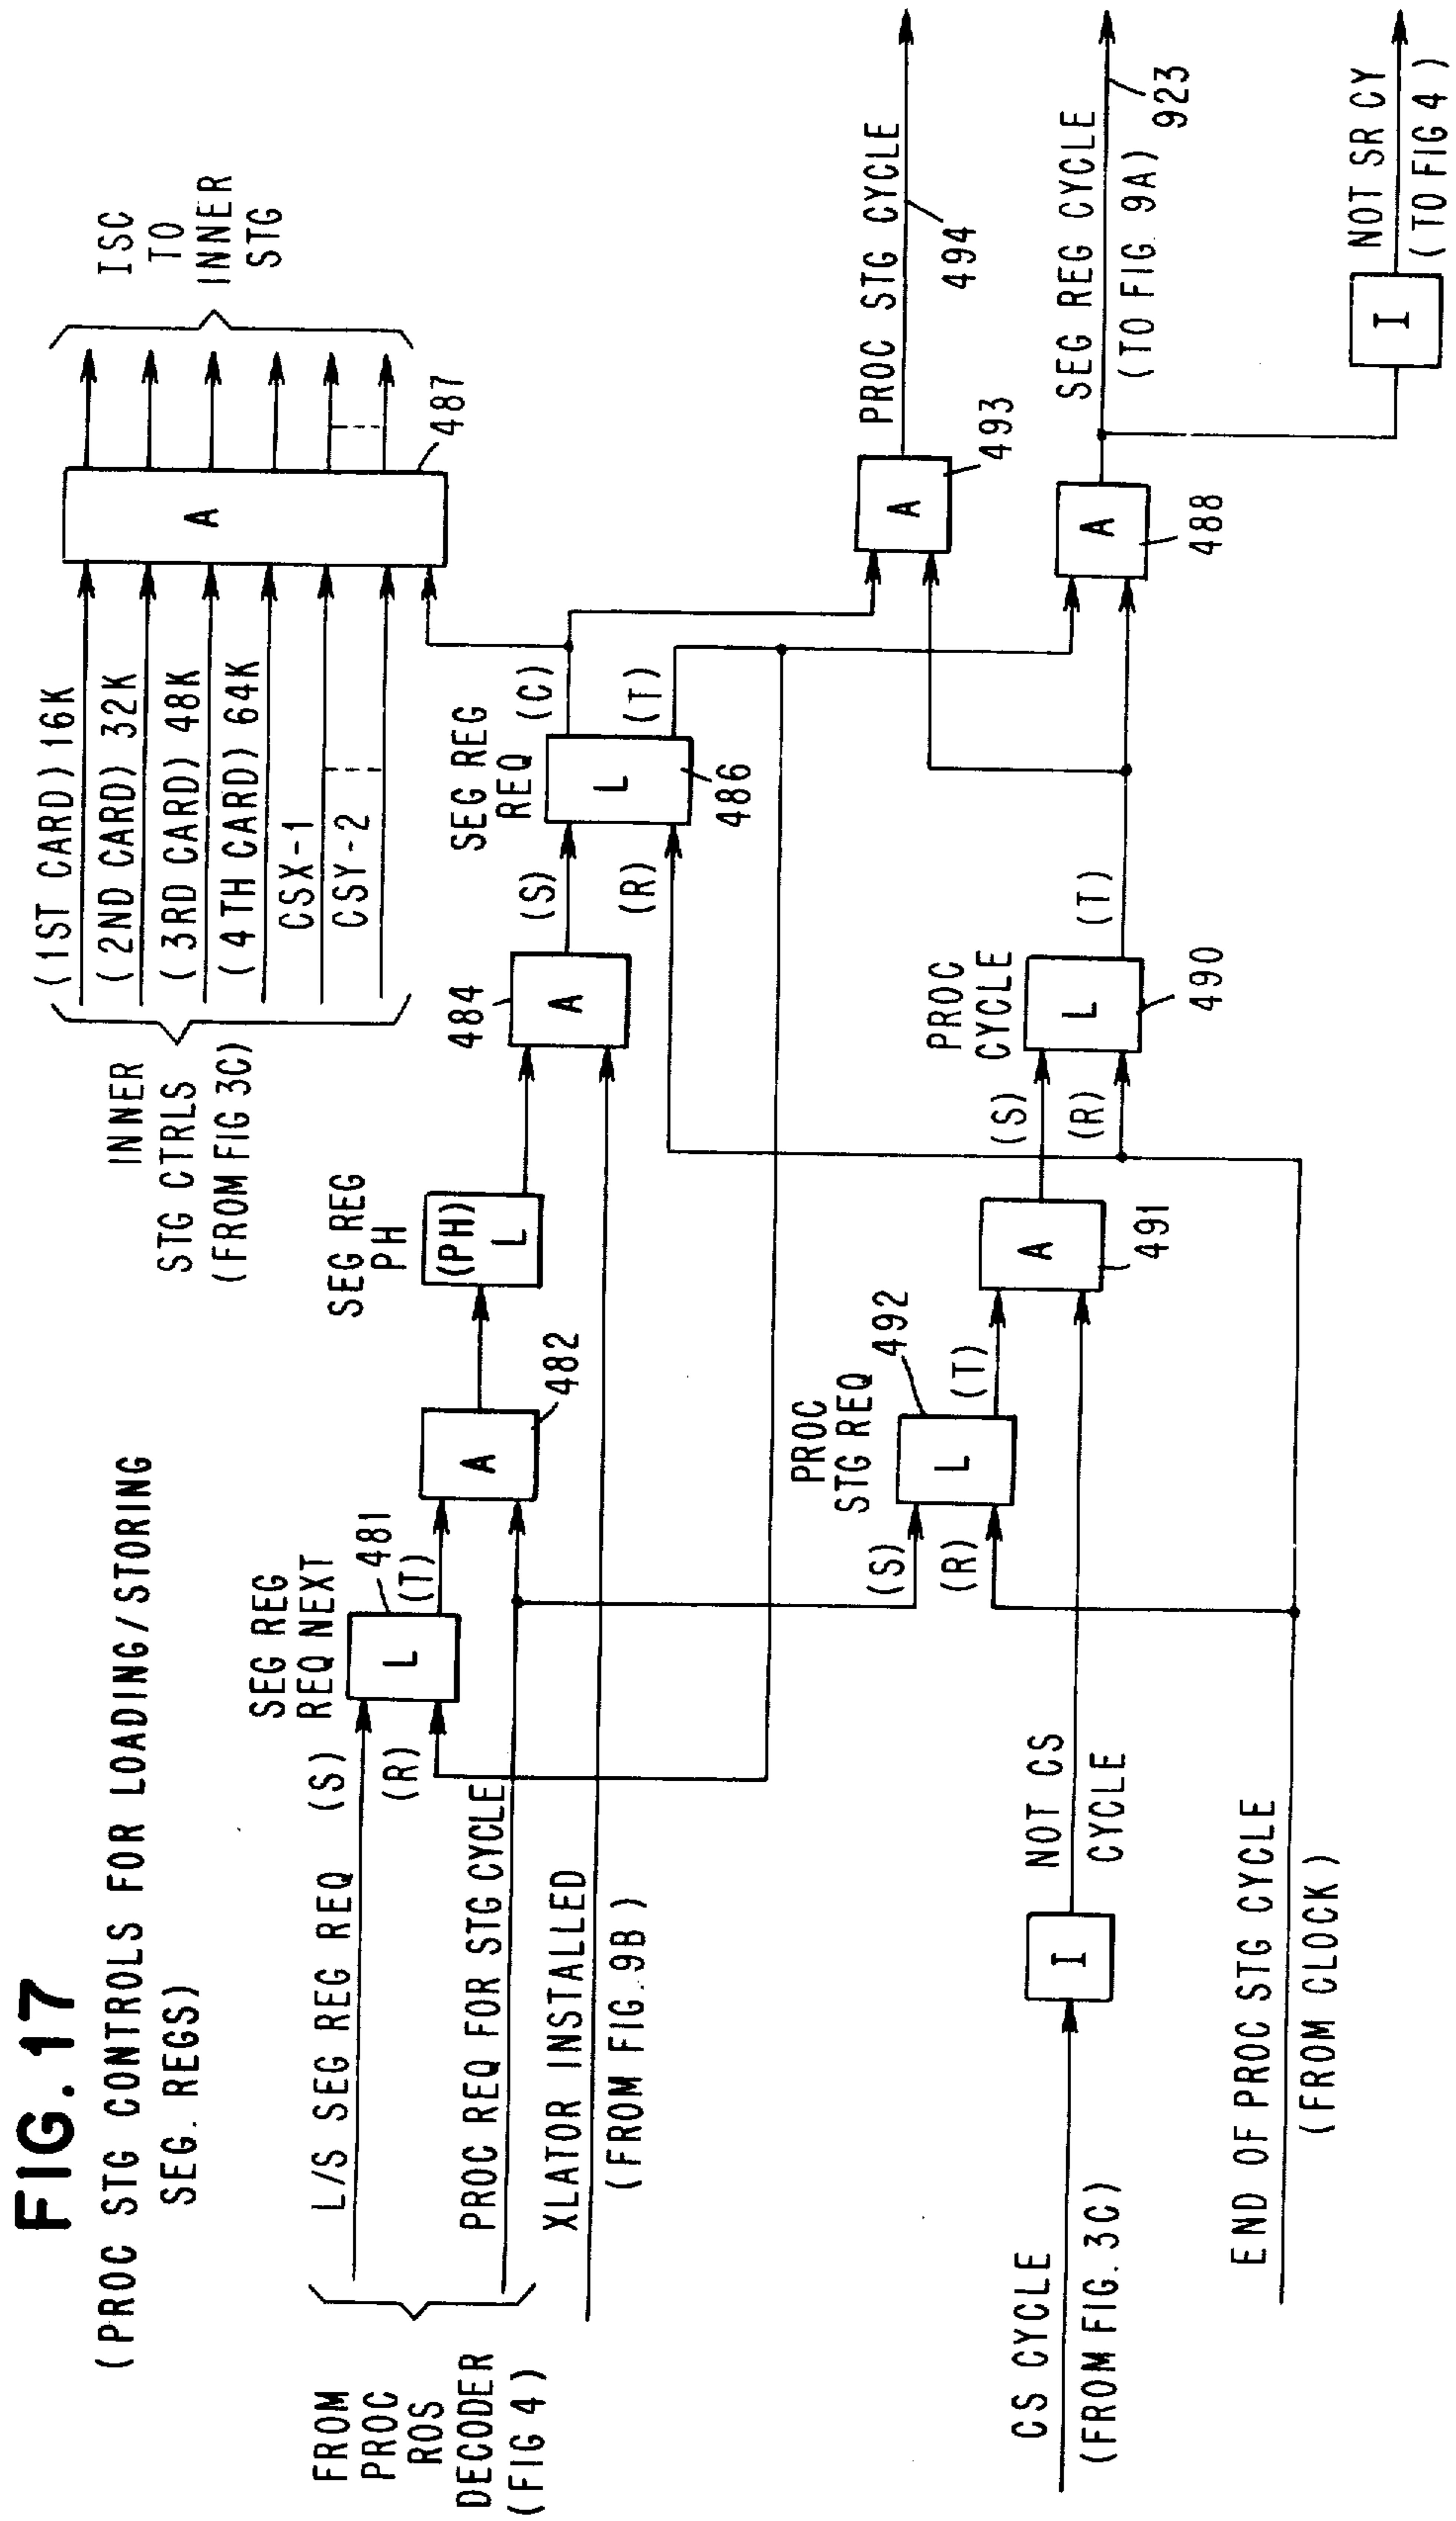 FIG. 17
(PROC STG CONTROLS FOR LOADING/STORING
SEG. REGS)
FROM
PROC
ROS
DECODER
(FIG 4)
L/S SEG REG REQ
(S)
(R)
PROC REQ FOR STG CYCLE
XLATOR INSTALLED
(FROM FIG. 9B)
SEG REG
REQ NEXT
L
481
(T)
A
482
SEG REG
PH
(PH)
L
484
A
(S)
(R)
SEG REG
REQ
L
486
(C)
(T)
INNER
STG CTRLS
(FROM FIG 3C)
(1ST CARD) 16K
(2ND CARD) 32K
(3RD CARD) 48K
(4TH CARD) 64K
CSX-1
CSY-2
A
487
ISC
TO
INNER
STG
CS CYCLE
(FROM FIG. 3C)
I
NOT CS
CYCLE
PROC
STG REQ
492
(S)
(R)
L
(T)
A
491
(S)
(R)
PROC
CYCLE
L
490
(T)
A
493
PROC STG CYCLE
494
A
488
SEG REG CYCLE
(TO FIG. 9A)
923
I
NOT SR CY
(TO FIG 4)
END OF PROC STG CYCLE
(FROM CLOCK)